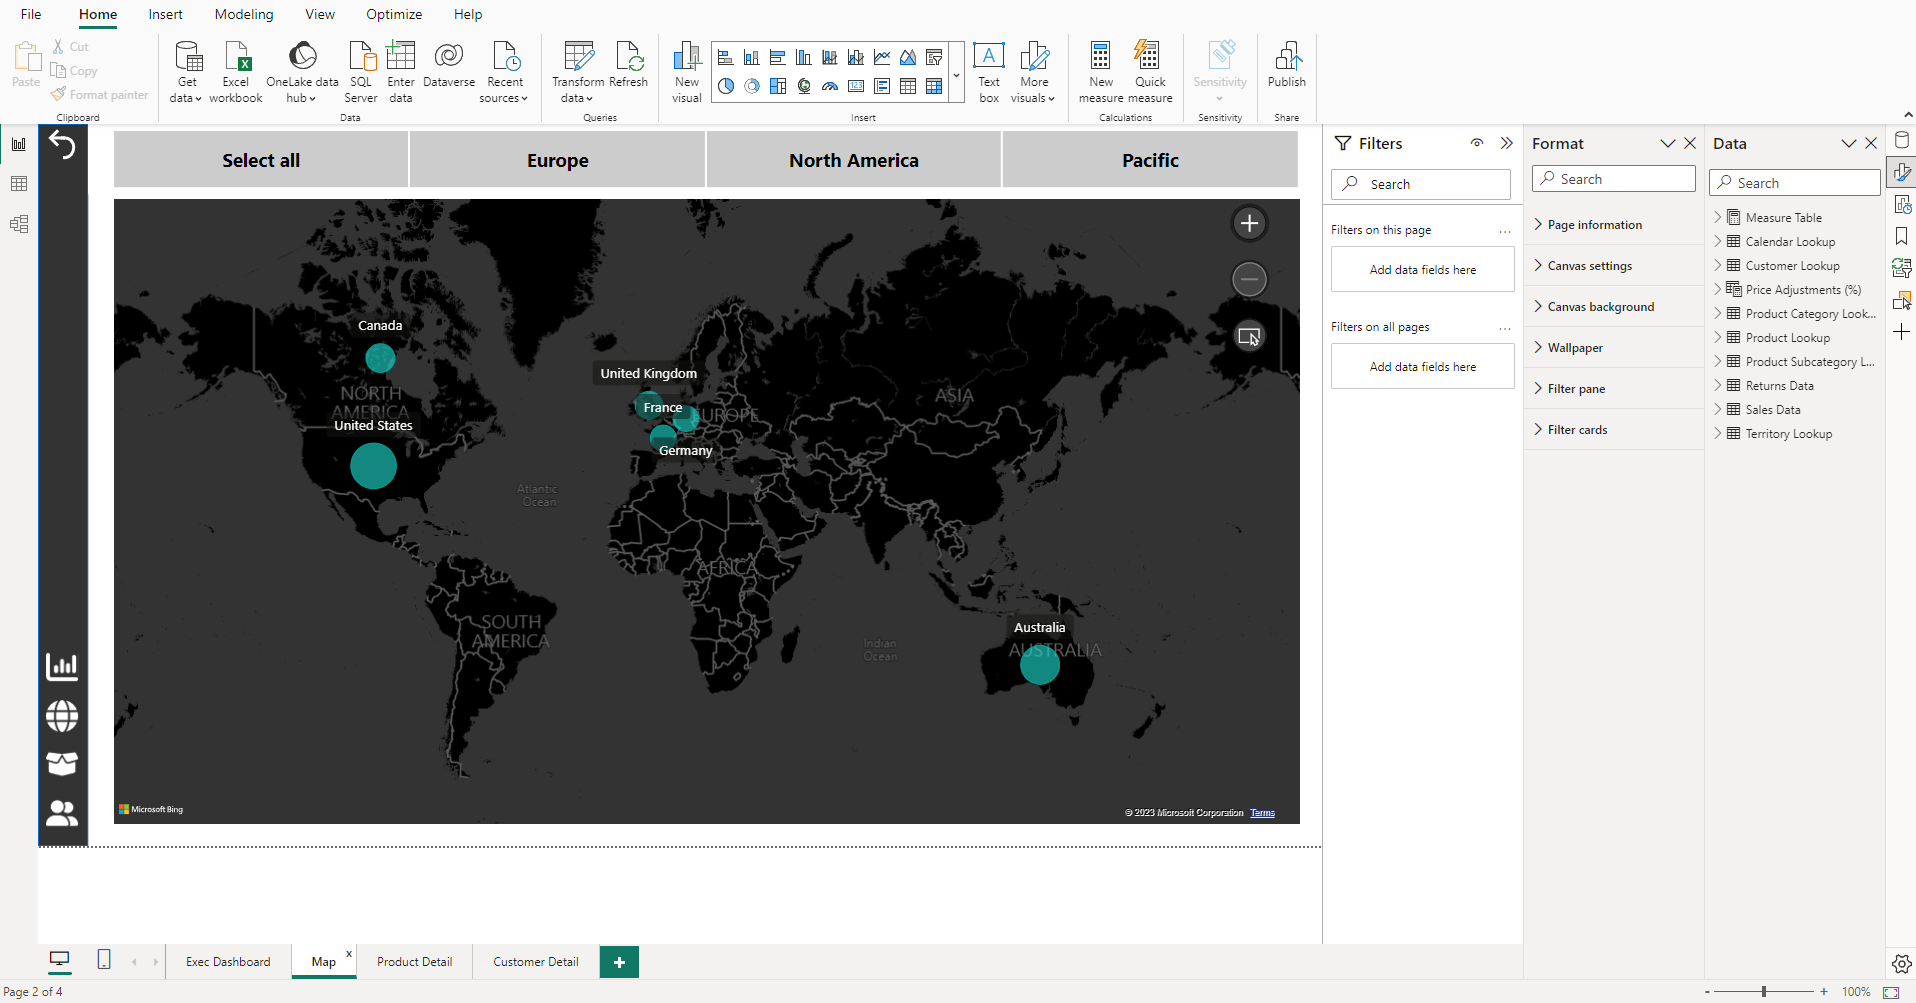 File Home Insert Modeling View Optimize Help
Paste
Cut
Copy
Format painter
Clipboard
Get data
Excel workbook
OneLake data hub
SQL Server
Enter data
Dataverse
Recent sources
Data
Transform data
Refresh
Queries
New visual
Insert
Text box
More visuals
New measure
Quick measure
Calculations
Sensitivity
Sensitivity
Publish
Share
Select all
Europe
North America
Pacific
Canada
NORTH
AMERICA
United States
United Kingdom
France
EUROPE
Germany
ASIA
Atlantic
Ocean
AFRICA
SOUTH
AMERICA
Indian
Ocean
Australia
AUSTRALIA
Microsoft Bing
© 2023 Microsoft Corporation Terms
Filters
Search
Filters on this page
Add data fields here
Filters on all pages
Add data fields here
Format
Search
Page information
Canvas settings
Canvas background
Wallpaper
Filter pane
Filter cards
Data
Search
Measure Table
Calendar Lookup
Customer Lookup
Price Adjustments (%)
Product Category Look...
Product Lookup
Product Subcategory L...
Returns Data
Sales Data
Territory Lookup
Exec Dashboard
Map x
Product Detail
Customer Detail
+
Page 2 of 4
- + 100%